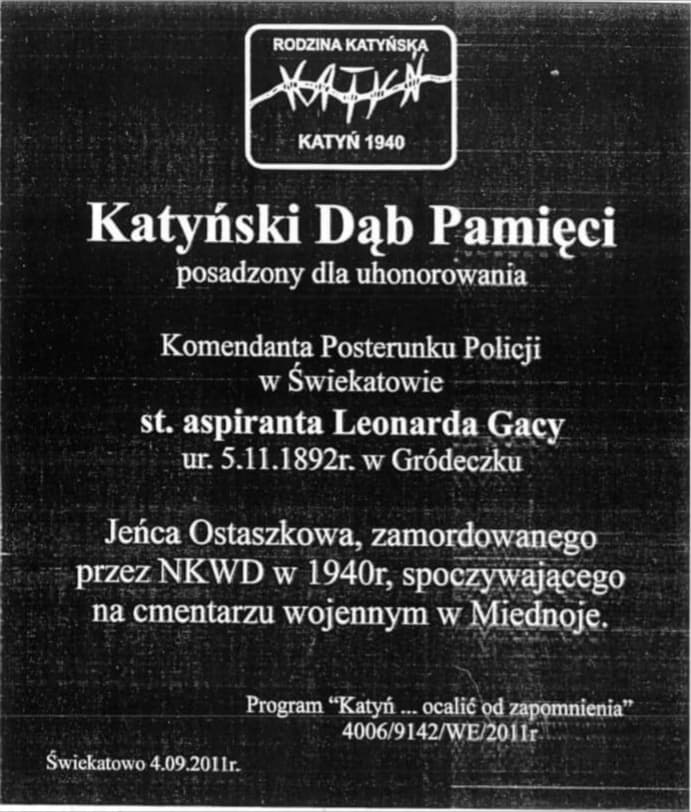 RODZINA KATYŃSKA
KATYŃ
KATYŃ 1940
Katyński Dąb Pamięci
posadzony dla uhonorowania
Komendanta Posterunku Policji
w Świekatowie
st. aspiranta Leonarda Gacy
ur. 5.11.1892r. w Gródeczku
Jeńca Ostaszkowa, zamordowanego
przez NKWD w 1940r, spoczywającego
na cmentarzu wojennym w Miednoje.
Program “Katyń ... ocalić od zapomnienia”
4006/9142/WE/2011r
Świekatowo 4.09.2011r.